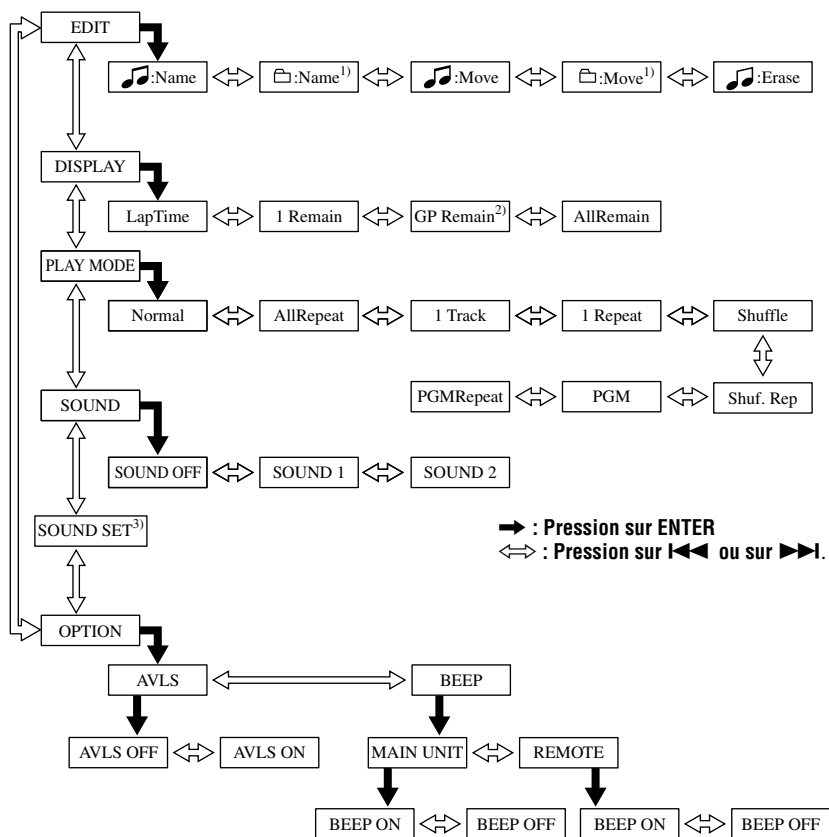 EDIT
🎵:Name 🗀:Name1) 🎵:Move 🗀:Move1) 🎵:Erase
DISPLAY
LapTime 1 Remain GP Remain2) AllRemain
PLAY MODE
Normal AllRepeat 1 Track 1 Repeat Shuffle
SOUND PGMRepeat PGM Shuf. Rep
SOUND OFF SOUND 1 SOUND 2
SOUND SET3)
➡ : Pression sur ENTER
⇔ : Pression sur I◀◀ ou sur ▶▶I.
OPTION
AVLS BEEP
AVLS OFF AVLS ON MAIN UNIT REMOTE
BEEP ON BEEP OFF BEEP ON BEEP OFF